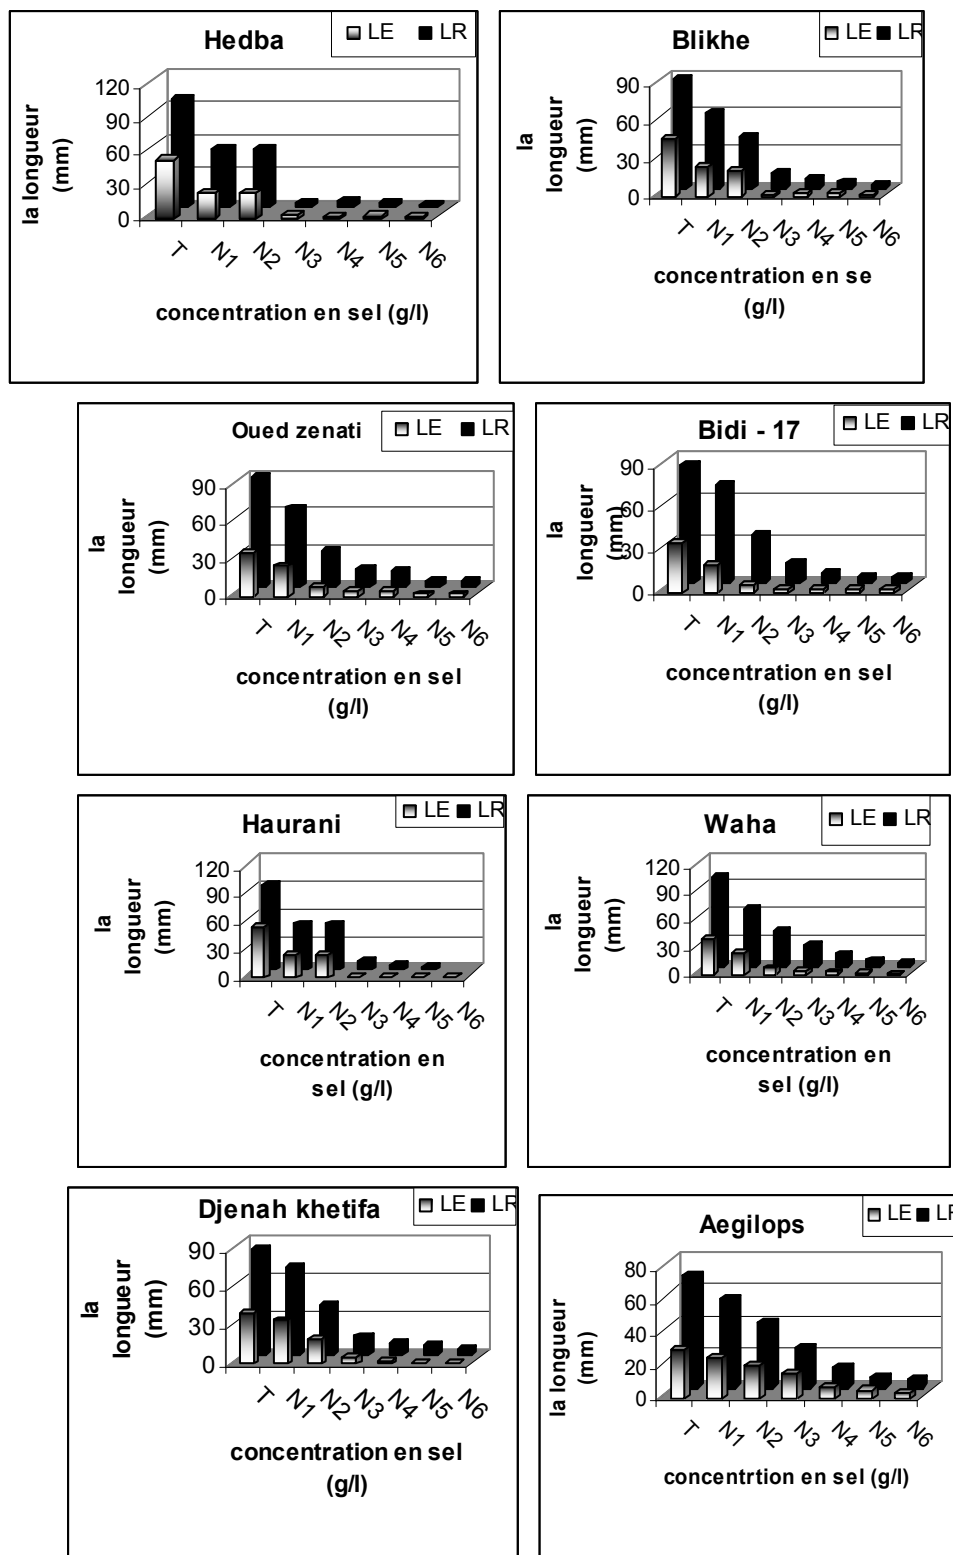 Hedba
LE LR
la longueur
(mm)
120
90
60
30
0
T N1 N2 N3 N4 N5 N6
concentration en sel (g/l)
Blikhe
LE LR
la
longueur
(mm)
90
60
30
0
T N1 N2 N3 N4 N5 N6
concentration en se
(g/l)
Oued zenati
LE LR
la
longueur
(mm)
90
60
30
0
T N1 N2 N3 N4 N5 N6
concentration en sel
(g/l)
Bidi - 17
LE LR
la
longueur
(mm)
90
60
30
0
T N1 N2 N3 N4 N5 N6
concentration en sel
(g/l)
Haurani
LE LR
la
longueur
(mm)
120
90
60
30
0
T N1 N2 N3 N4 N5 N6
concentration en
sel (g/l)
Waha
LE LR
la
longueur
(mm)
120
90
60
30
0
T N1 N2 N3 N4 N5 N6
concentration en
sel (g/l)
Djenah khetifa
LE LR
la
longueur
(mm)
90
60
30
0
T N1 N2 N3 N4 N5 N6
concentration en sel
(g/l)
Aegilops
LE LR
la longueur
(mm)
80
60
40
20
0
T N1 N2 N3 N4 N5 N6
concentrtion en sel (g/l)